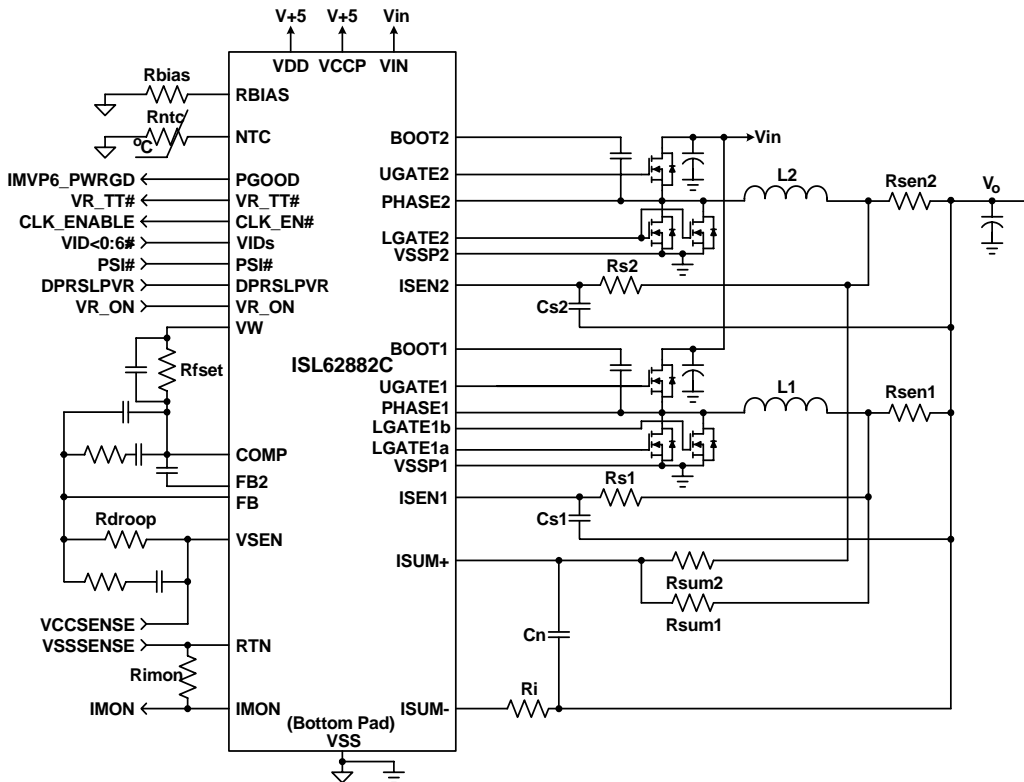 V+5 V+5 Vin
VDD VCCP VIN
Rbias
RBIAS
Rntc
°C
NTC
BOOT2
Vin
UGATE2
IMVP6_PWRGD PGOOD
L2
Rsen2
Vo
VR_TT# VR_TT#
PHASE2
CLK_ENABLE CLK_EN#
VID<0:6# VIDs
LGATE2
VSSP2
PSI# PSI#
DPRSLPVR DPRSLPVR
ISEN2
Rs2
Cs2
VR_ON VR_ON
VW
BOOT1
Rfset
ISL62882C
UGATE1
L1
Rsen1
PHASE1
LGATE1b
LGATE1a
COMP
VSSP1
FB2
FB
ISEN1
Rs1
Cs1
Rdroop
VSEN
ISUM+
Rsum2
Rsum1
VCCSENSE
VSSSENSE RTN
Cn
Rimon
Ri
IMON IMON
ISUM-
(Bottom Pad)
VSS